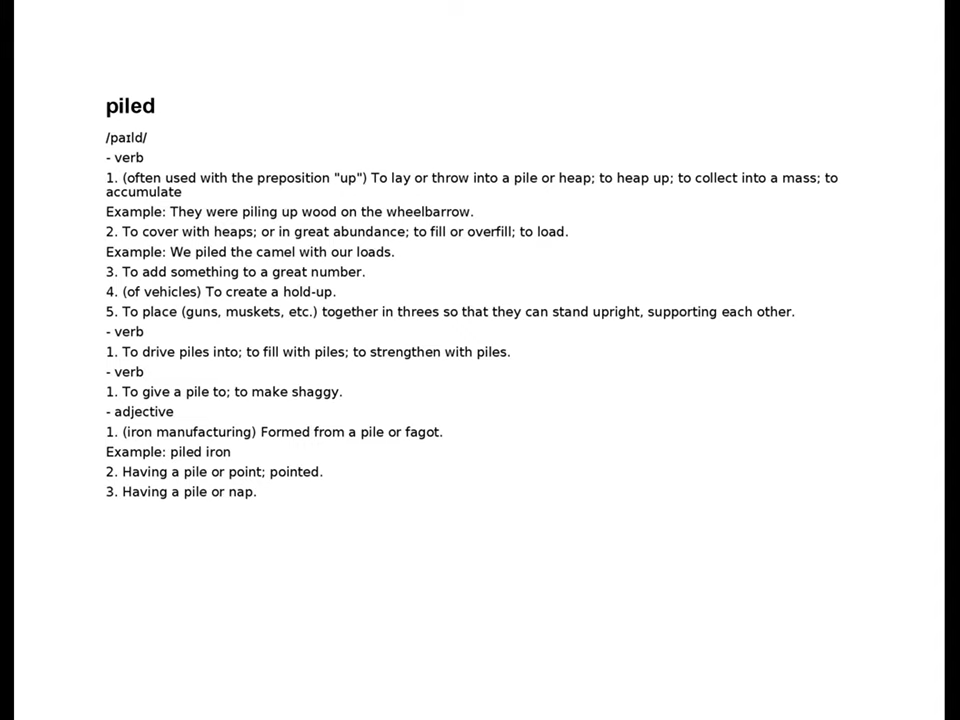 piled
/paɪld/
- verb
1. (often used with the preposition "up") To lay or throw into a pile or heap; to heap up; to collect into a mass; to
accumulate
Example: They were piling up wood on the wheelbarrow.
2. To cover with heaps; or in great abundance; to fill or overfill; to load.
Example: We piled the camel with our loads.
3. To add something to a great number.
4. (of vehicles) To create a hold-up.
5. To place (guns, muskets, etc.) together in threes so that they can stand upright, supporting each other.
- verb
1. To drive piles into; to fill with piles; to strengthen with piles.
- verb
1. To give a pile to; to make shaggy.
- adjective
1. (iron manufacturing) Formed from a pile or fagot.
Example: piled iron
2. Having a pile or point; pointed.
3. Having a pile or nap.